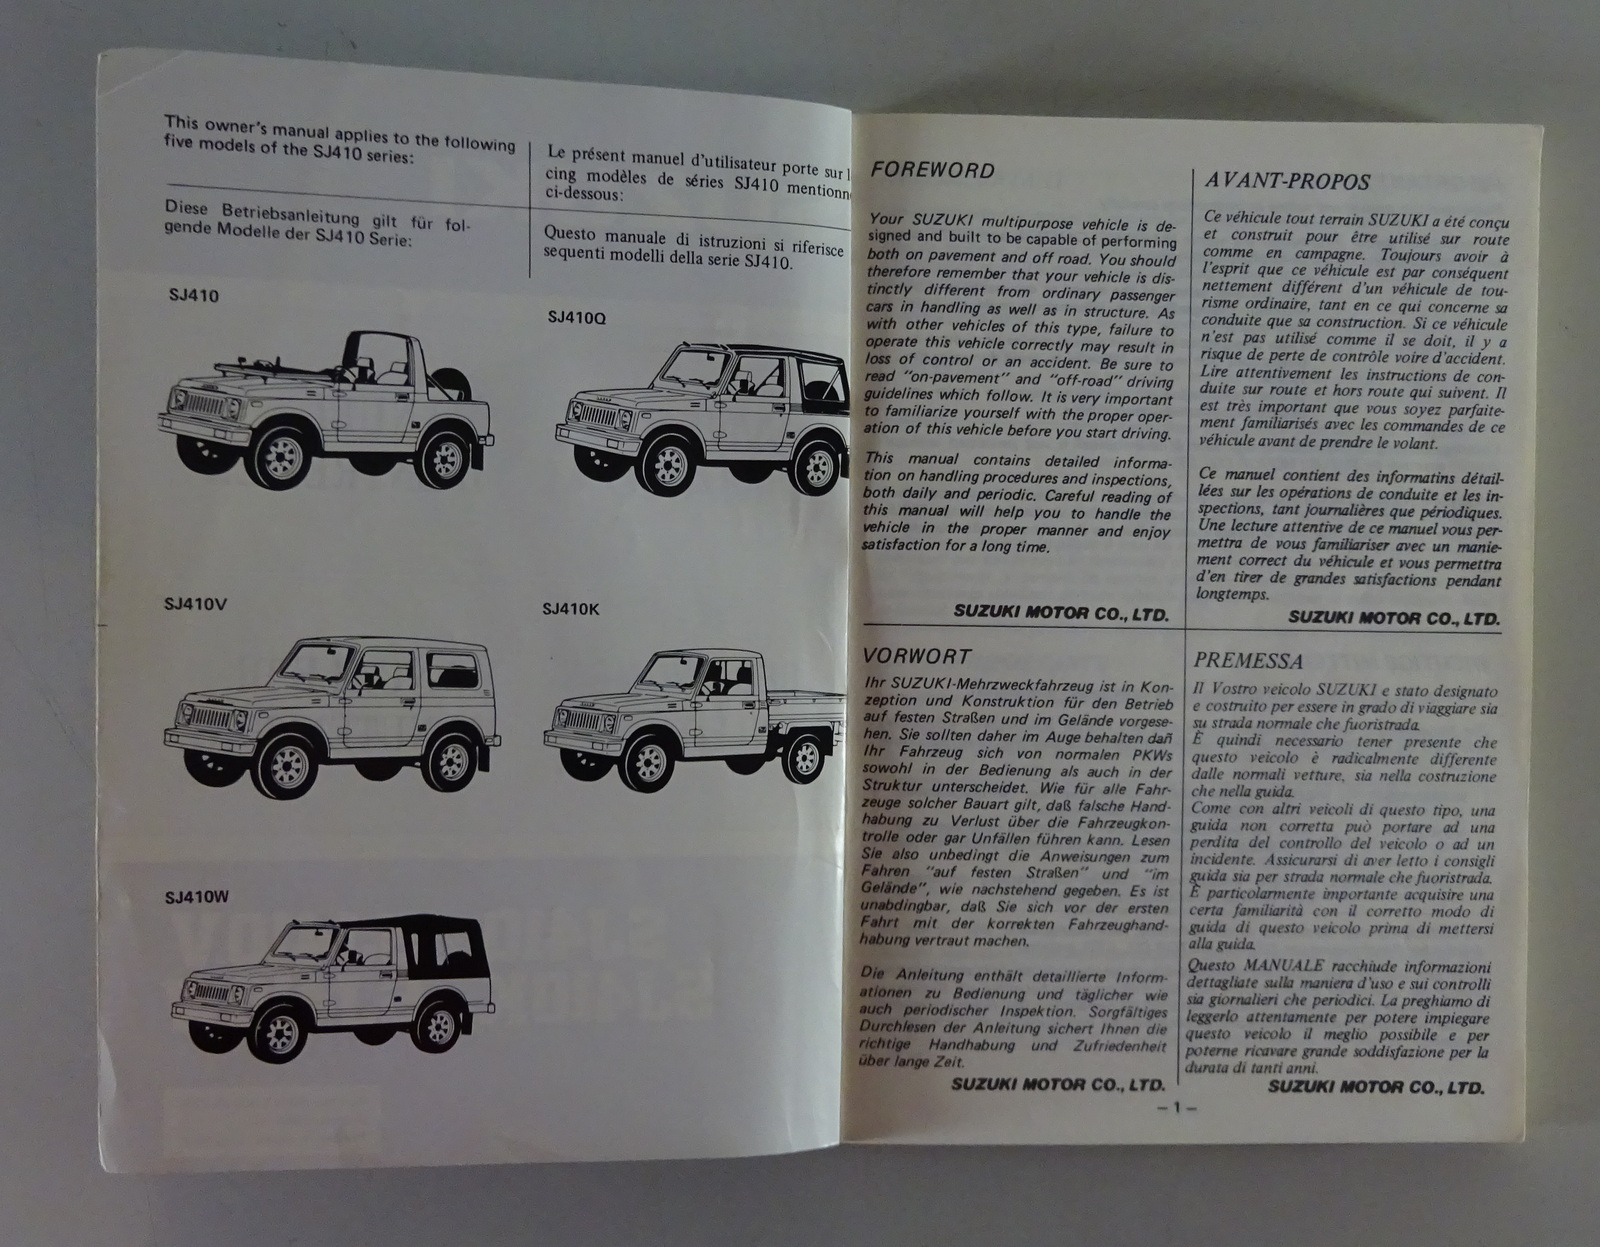 This owner's manual applies to the following
five models of the SJ410 series:
Le présent manuel d'utilisateur porte sur
cinq modèles de séries SJ410
ci-dessous:
Diese Betriebsanleitung gilt für fol-
gende Modelle der SJ410 Serie:
Questo manuale di istruzioni si riferisce
sequenti modelli della serie SJ410.
SJ410
SJ410Q
SJ410V
SJ410K
SJ410W
FOREWORD
Your SUZUKI multipurpose vehicle is de-
signed and built to be capable of performing
both on pavement and off road. You should
therefore remember that your vehicle is dis-
tinctly different from ordinary passenger
cars in handling as well as in structure. As
with other vehicles of this type, failure to
operate this vehicle correctly may result in
loss of control or an accident. Be sure to
read "on-pavement" and "off-road" driving
guidelines which follow. It is very important
to familiarize yourself with the proper oper-
ation of this vehicle before you start driving.
This manual contains detailed informa-
tion on handling procedures and inspections,
both daily and periodic. Careful reading of
this manual will help you to handle the
vehicle in the proper manner and enjoy
satisfaction for a long time.
SUZUKI MOTOR CO., LTD.
AVANT-PROPOS
Ce véhicule tout terrain SUZUKI a été conçu
et construit pour être utilisé sur route
comme en campagne. Toujours avoir à
l'esprit que ce véhicule est par conséquent
nettement différent d'un véhicule de tou-
risme ordinaire, tant en ce qui concerne sa
conduite que sa construction. Si ce véhicule
n'est pas utilisé comme il se doit, il y a
risque de perte de contrôle voire d'accident.
Lire attentivement les instructions de con-
duite sur route et hors route qui suivent. Il
est très important que vous soyez parfaite-
ment familiarisés avec les commandes de ce
véhicule avant de prendre le volant.
Ce manuel contient des informatins détail-
lées sur les opérations de conduite et les in-
spections, tant journalières que périodiques.
Une lecture attentive de ce manuel vous per-
mettra de vous familiariser avec un manie-
ment correct du véhicule et vous permettra
d'en tirer de grandes satisfactions pendant
longtemps.
SUZUKI MOTOR CO., LTD.
VORWORT
Ihr SUZUKI-Mehrzweckfahrzeug ist in Kon-
zeption und Konstruktion für den Betrieb
auf festen Straßen und im Gelände vorgese-
hen. Sie sollten daher im Auge behalten dañ
Ihr Fahrzeug sich von normalen PKWs
sowohl in der Bedienung als auch in der
Struktur unterscheidet. Wie für alle Fahr-
zeuge solcher Bauart gilt, daß falsche Hand-
habung zu Verlust über die Fahrzeugkon-
trolle oder gar Unfällen führen kann. Lesen
Sie also unbedingt die Anweisungen zum
Fahren "auf festen Straßen" und "im
Gelände", wie nachstehend gegeben. Es ist
unabdingbar, daß Sie sich vor der ersten
Fahrt mit der korrekten Fahrzeughand-
habung vertraut machen.
Die Anleitung enthält detaillierte Inform-
ationen zu Bedienung und täglicher wie
auch periodischer Inspektion. Sorgfältiges
Durchlesen der Anleitung sichert Ihnen die
richtige Handhabung und Zufriedenheit
über lange Zeit.
SUZUKI MOTOR CO., LTD.
PREMESSA
Il Vostro veicolo SUZUKI e stato designato
e costruito per essere in grado di viaggiare sia
su strada normale che fuoristrada.
È quindi necessario tener presente che
questo veicolo è radicalmente differente
dalle normali vetture, sia nella costruzione
che nella guida.
Come con altri veicoli di questo tipo, una
guida non corretta può portare ad una
perdita del controllo del veicolo o ad un
incidente. Assicurarsi di aver letto i consigli
guida sia per strada normale che fuoristrada.
È particolarmente importante acquisire una
certa familiarità con il corretto modo di
guida di questo veicolo prima di mettersi
alla guida.
Questo MANUALE racchiude informazioni
dettagliate sulla maniera d'uso e sui controlli
sia giornalieri che periodici. La preghiamo di
leggerlo attentamente per potere impiegare
questo veicolo il meglio possibile e per
poterne ricavare grande soddisfazione per la
durata di tanti anni.
SUZUKI MOTOR CO., LTD.
– 1 –